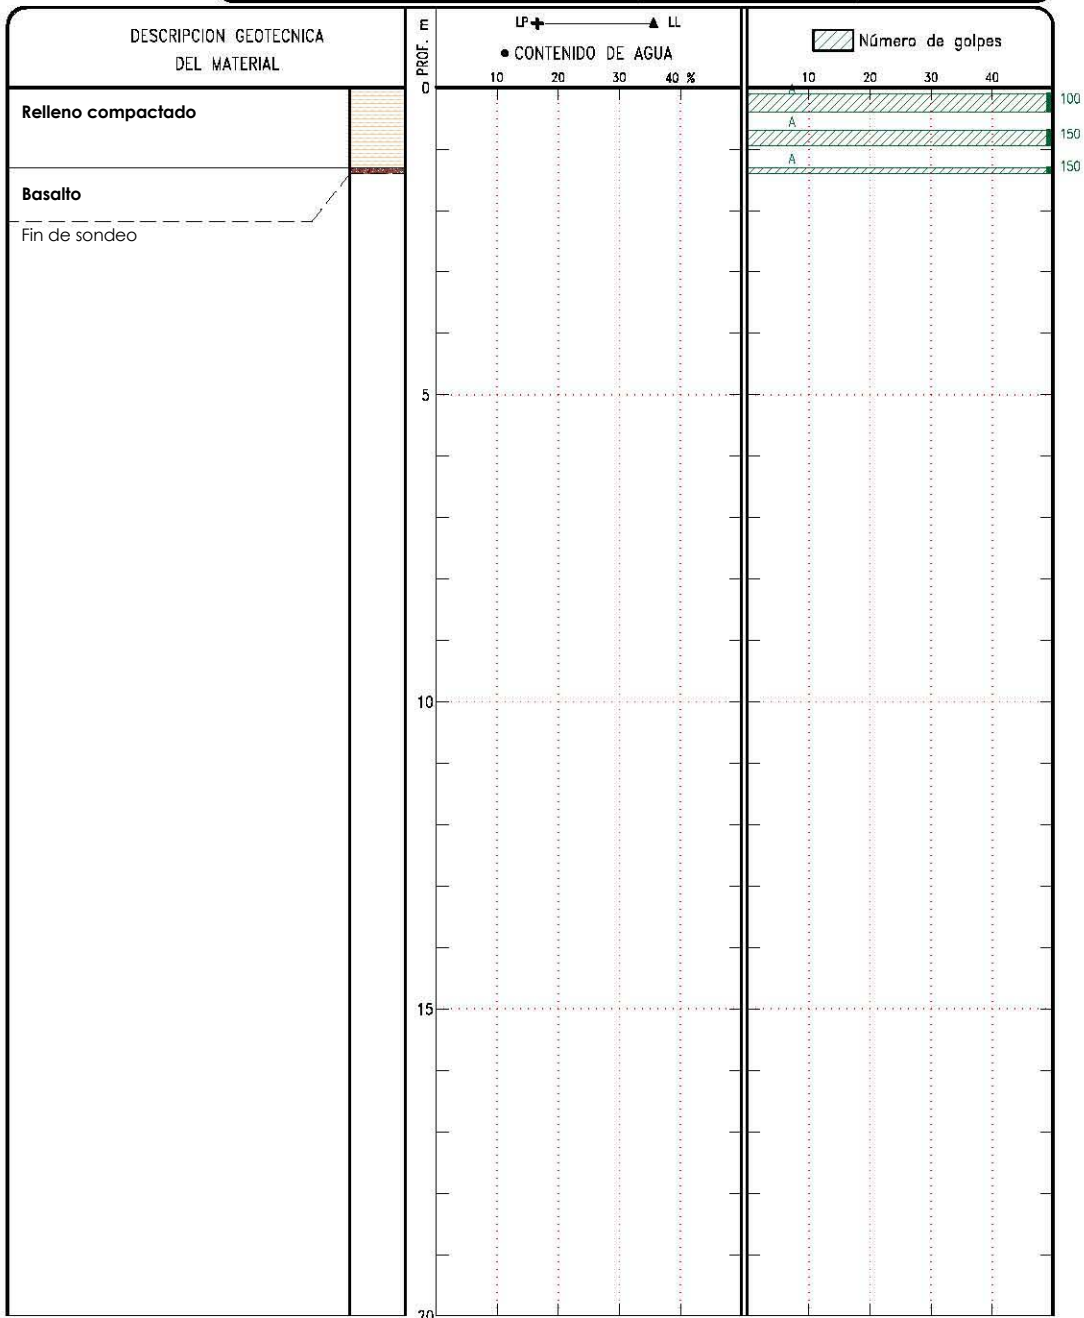 DESCRIPCION GEOTECNICA
DEL MATERIAL
PROF. m
LP LL
CONTENIDO DE AGUA
10 20 30 40 %
Número de golpes
10 20 30 40
0
Relleno compactado
A
100
A
150
A
150
Basalto
Fin de sondeo
5
10
15
20